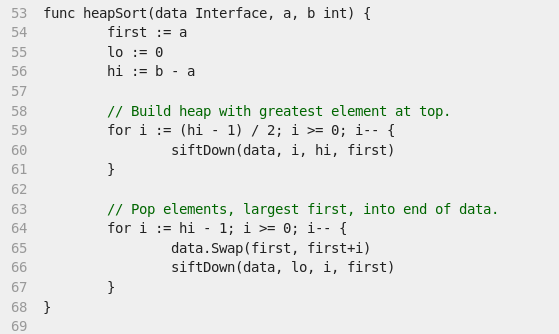 53 func heapSort(data Interface, a, b int) {
54         first := a
55         lo := 0
56         hi := b - a
57
58         // Build heap with greatest element at top.
59         for i := (hi - 1) / 2; i >= 0; i-- {
60                 siftDown(data, i, hi, first)
61         }
62
63         // Pop elements, largest first, into end of data.
64         for i := hi - 1; i >= 0; i-- {
65                 data.Swap(first, first+i)
66                 siftDown(data, lo, i, first)
67         }
68 }
69